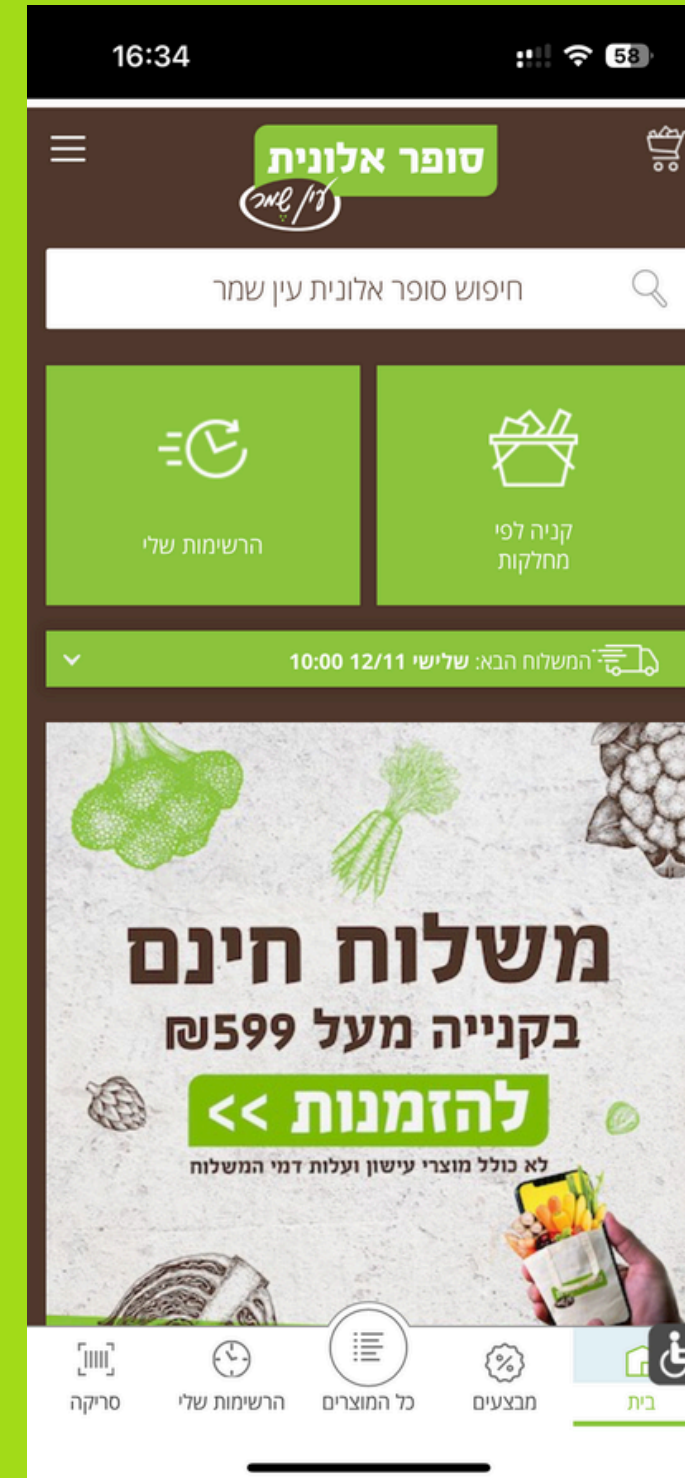 16:34
58
סופר אלונית
עין שֶמר
חיפוש סופר אלונית עין שמר
קניה לפי
מחלקות
הרשימות שלי
המשלוח הבא: שלישי 12/11 10:00
משלוח חינם
בקנייה מעל 599₪
להזמנות >>
לא כולל מוצרי עישון ועלות דמי המשלוח
בית
מבצעים
כל המוצרים
הרשימות שלי
סריקה